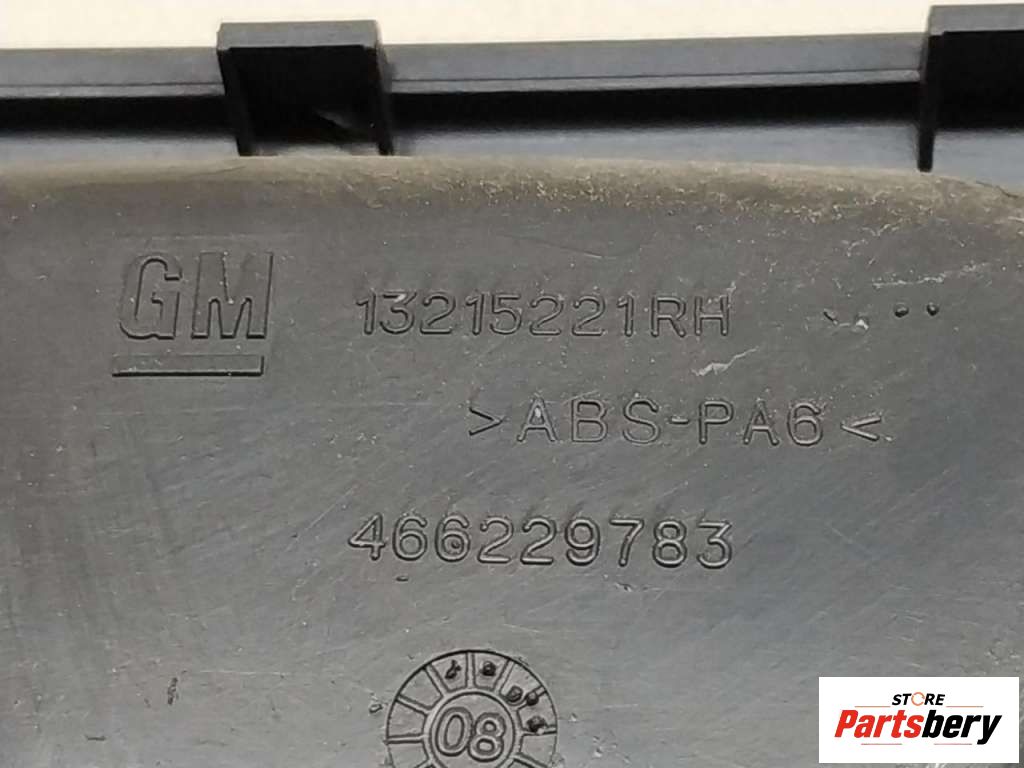 GM 13215221RH
>ABS-PA6<
466229783
08
STORE
Partsbery